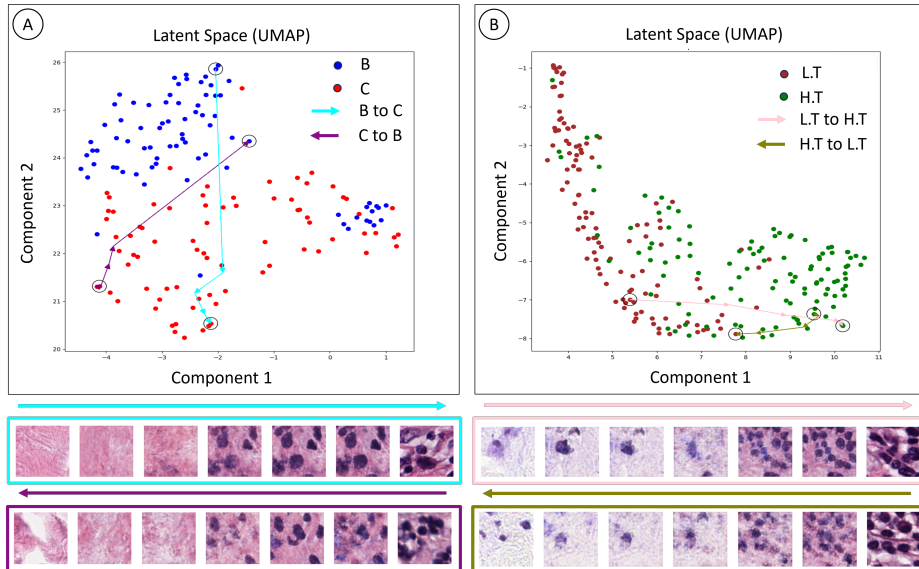 A
Latent Space (UMAP)
B
C
B to C
C to B
26
25
24
23
22
21
20
Component 2
−4
−3
−2
−1
0
1
Component 1
B
Latent Space (UMAP)
L.T
H.T
L.T to H.T
H.T to L.T
−1
−2
−3
−4
−5
−6
−7
−8
Component 2
4
5
6
7
8
9
10
11
Component 1